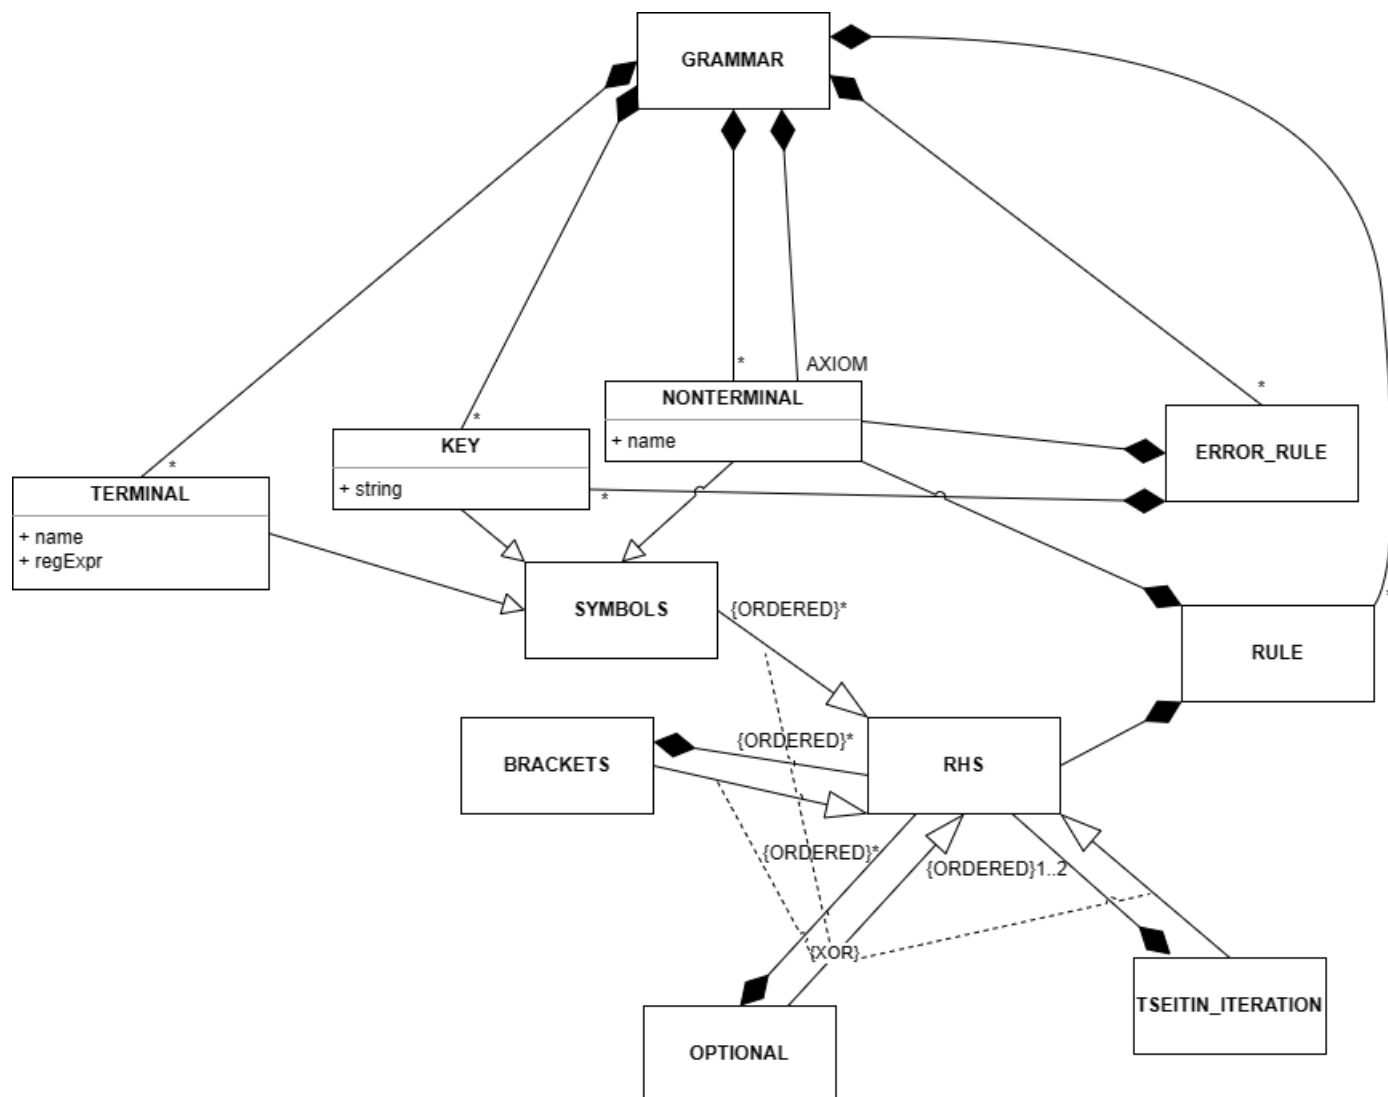 GRAMMAR
*
AXIOM
*
NONTERMINAL
+ name
*
KEY
+ string
*
ERROR_RULE
*
TERMINAL
+ name
+ regExpr
*
SYMBOLS
{ORDERED}*
*
RULE
{ORDERED}*
BRACKETS
RHS
{ORDERED}*
{ORDERED}1..2
{XOR}
TSEITIN_ITERATION
OPTIONAL